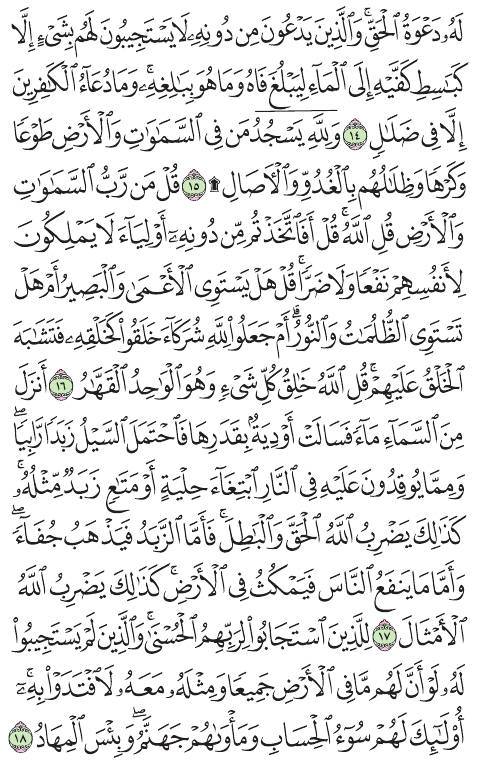 لَهُۥ دَعْوَةُ ٱلْحَقِّ ۖ وَٱلَّذِينَ يَدْعُونَ مِن دُونِهِۦ لَا يَسْتَجِيبُونَ لَهُم بِشَىْءٍ إِلَّا
كَبَـٰسِطِ كَفَّيْهِ إِلَى ٱلْمَآءِ لِيَبْلُغَ فَاهُ وَمَا هُوَ بِبَـٰلِغِهِۦ ۚ وَمَا دُعَآءُ ٱلْكَـٰفِرِينَ
إِلَّا فِى ضَلَـٰلٍ ١٤ وَلِلَّهِ يَسْجُدُ مَن فِى ٱلسَّمَـٰوَٰتِ وَٱلْأَرْضِ طَوْعًا
وَكَرْهًا وَظِلَـٰلُهُم بِٱلْغُدُوِّ وَٱلْـَٔاصَالِ ۩ ١٥ قُلْ مَن رَّبُّ ٱلسَّمَـٰوَٰتِ
وَٱلْأَرْضِ قُلِ ٱللَّهُ ۚ قُلْ أَفَٱتَّخَذْتُم مِّن دُونِهِۦٓ أَوْلِيَآءَ لَا يَمْلِكُونَ
لِأَنفُسِهِمْ نَفْعًا وَلَا ضَرًّا ۚ قُلْ هَلْ يَسْتَوِى ٱلْأَعْمَىٰ وَٱلْبَصِيرُ أَمْ هَلْ
تَسْتَوِى ٱلظُّلُمَـٰتُ وَٱلنُّورُ ۗ أَمْ جَعَلُوا۟ لِلَّهِ شُرَكَآءَ خَلَقُوا۟ كَخَلْقِهِۦ فَتَشَـٰبَهَ
ٱلْخَلْقُ عَلَيْهِمْ ۚ قُلِ ٱللَّهُ خَـٰلِقُ كُلِّ شَىْءٍ وَهُوَ ٱلْوَٰحِدُ ٱلْقَهَّـٰرُ ١٦ أَنزَلَ
مِنَ ٱلسَّمَآءِ مَآءً فَسَالَتْ أَوْدِيَةٌۢ بِقَدَرِهَا فَٱحْتَمَلَ ٱلسَّيْلُ زَبَدًا رَّابِيًا ۖ
وَمِمَّا يُوقِدُونَ عَلَيْهِ فِى ٱلنَّارِ ٱبْتِغَآءَ حِلْيَةٍ أَوْ مَتَـٰعٍ زَبَدٌ مِّثْلُهُۥ ۚ
كَذَٰلِكَ يَضْرِبُ ٱللَّهُ ٱلْحَقَّ وَٱلْبَـٰطِلَ ۚ فَأَمَّا ٱلزَّبَدُ فَيَذْهَبُ جُفَآءً ۖ
وَأَمَّا مَا يَنفَعُ ٱلنَّاسَ فَيَمْكُثُ فِى ٱلْأَرْضِ ۚ كَذَٰلِكَ يَضْرِبُ ٱللَّهُ
ٱلْأَمْثَالَ ١٧ لِلَّذِينَ ٱسْتَجَابُوا۟ لِرَبِّهِمُ ٱلْحُسْنَىٰ ۚ وَٱلَّذِينَ لَمْ يَسْتَجِيبُوا۟
لَهُۥ لَوْ أَنَّ لَهُم مَّا فِى ٱلْأَرْضِ جَمِيعًا وَمِثْلَهُۥ مَعَهُۥ لَٱفْتَدَوْا۟ بِهِۦٓ ۚ
أُو۟لَـٰٓئِكَ لَهُمْ سُوٓءُ ٱلْحِسَابِ وَمَأْوَىٰهُمْ جَهَنَّمُ ۖ وَبِئْسَ ٱلْمِهَادُ ١٨